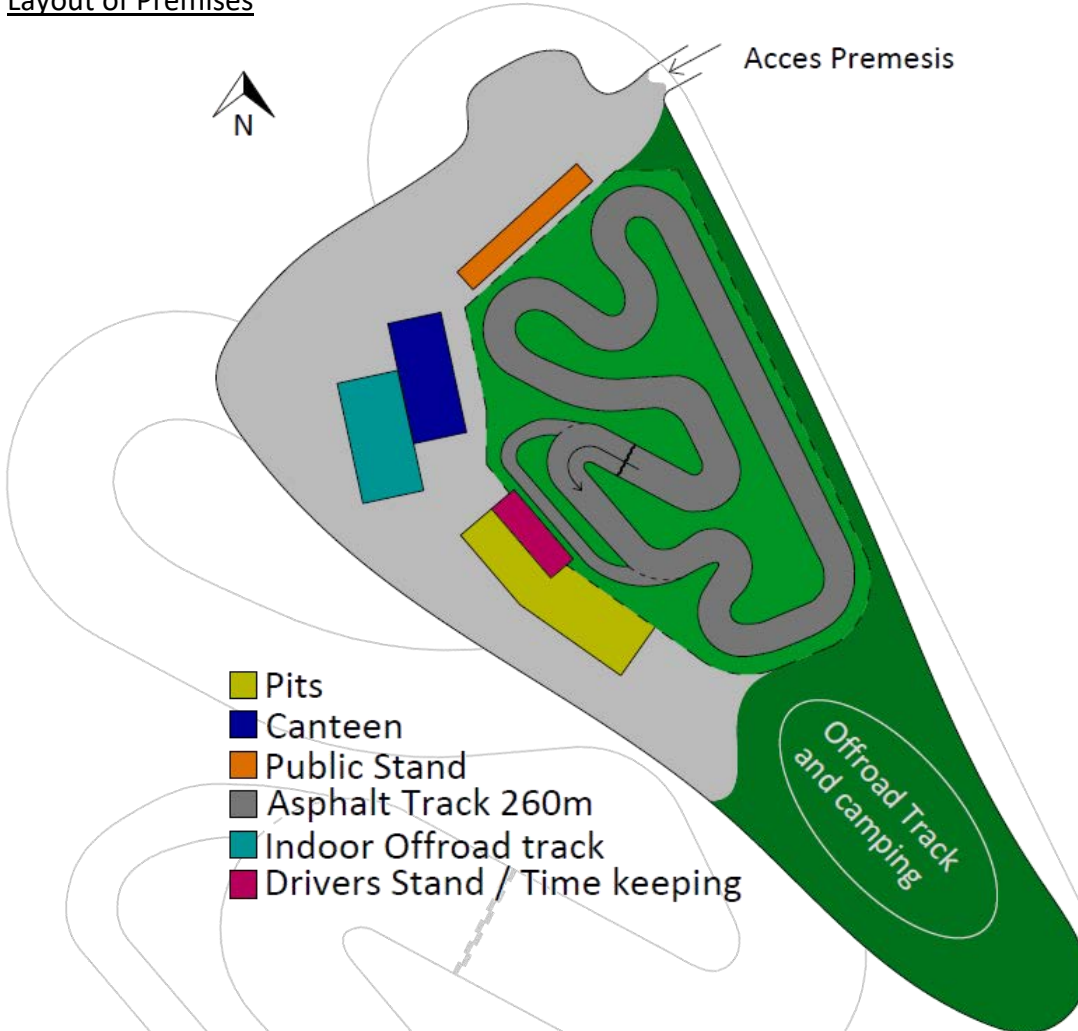 Layout of Premises
Acces Premesis
N
Pits
Canteen
Public Stand
Asphalt Track 260m
Indoor Offroad track
Drivers Stand / Time keeping
Offroad Track
and camping